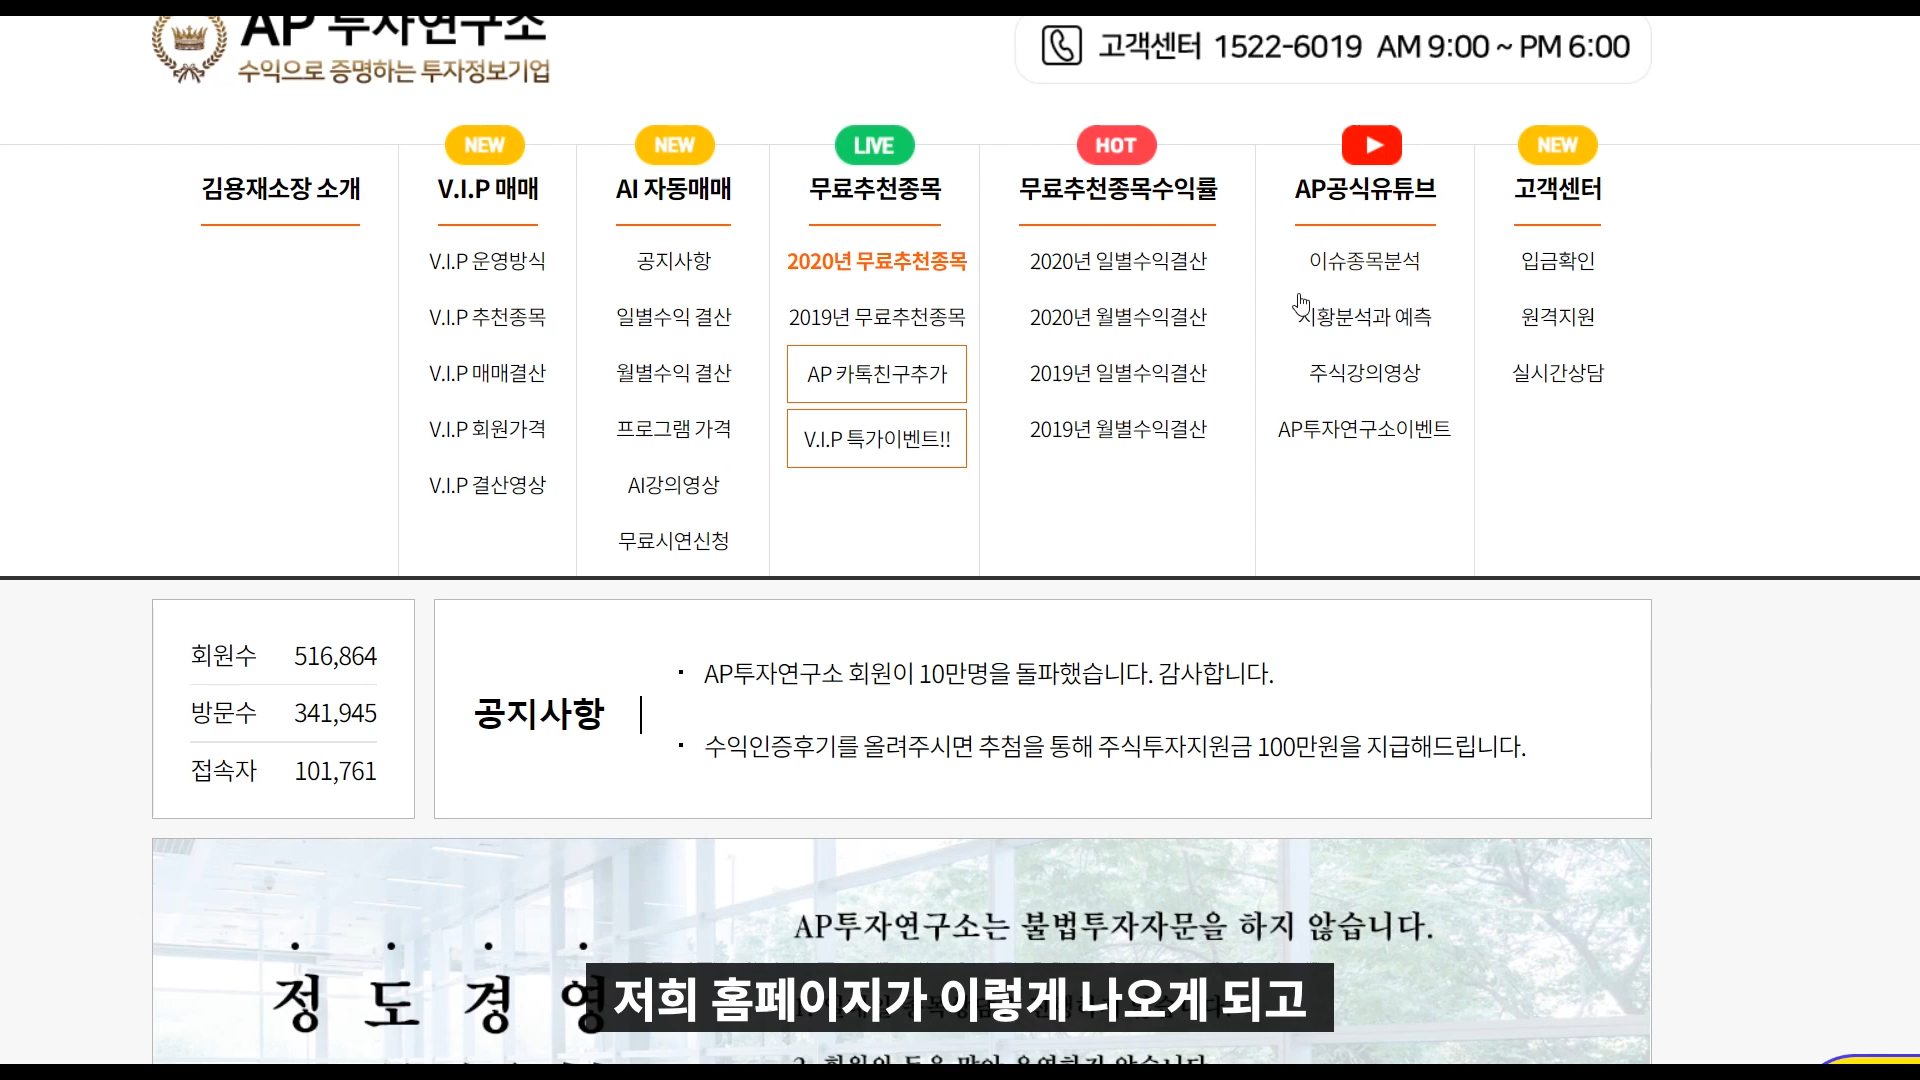 AP 투자연구소
수익으로 증명하는 투자정보기업
고객센터 1522-6019 AM 9:00 ~ PM 6:00
NEW NEW LIVE HOT NEW
김용재소장 소개 V.I.P 매매 AI 자동매매 무료추천종목 무료추천종목수익률 AP공식유튜브 고객센터
V.I.P 운영방식 공지사항 2020년 무료추천종목 2020년 일별수익결산 이슈종목분석 입금확인
V.I.P 추천종목 일별수익 결산 2019년 무료추천종목 2020년 월별수익결산 시황분석과 예측 원격지원
V.I.P 매매결산 월별수익 결산 AP 카톡친구추가 2019년 일별수익결산 주식강의영상 실시간상담
V.I.P 회원가격 프로그램 가격 V.I.P 특가이벤트!! 2019년 월별수익결산 AP투자연구소이벤트
V.I.P 결산영상 AI강의영상
무료시연신청
회원수 516,864
방문수 341,945
접속자 101,761
공지사항
· AP투자연구소 회원이 10만명을 돌파했습니다. 감사합니다.
· 수익인증후기를 올려주시면 추첨을 통해 주식투자지원금 100만원을 지급해드립니다.
AP투자연구소는 불법투자자문을 하지 않습니다.
정도경영
저희 홈페이지가 이렇게 나오게 되고